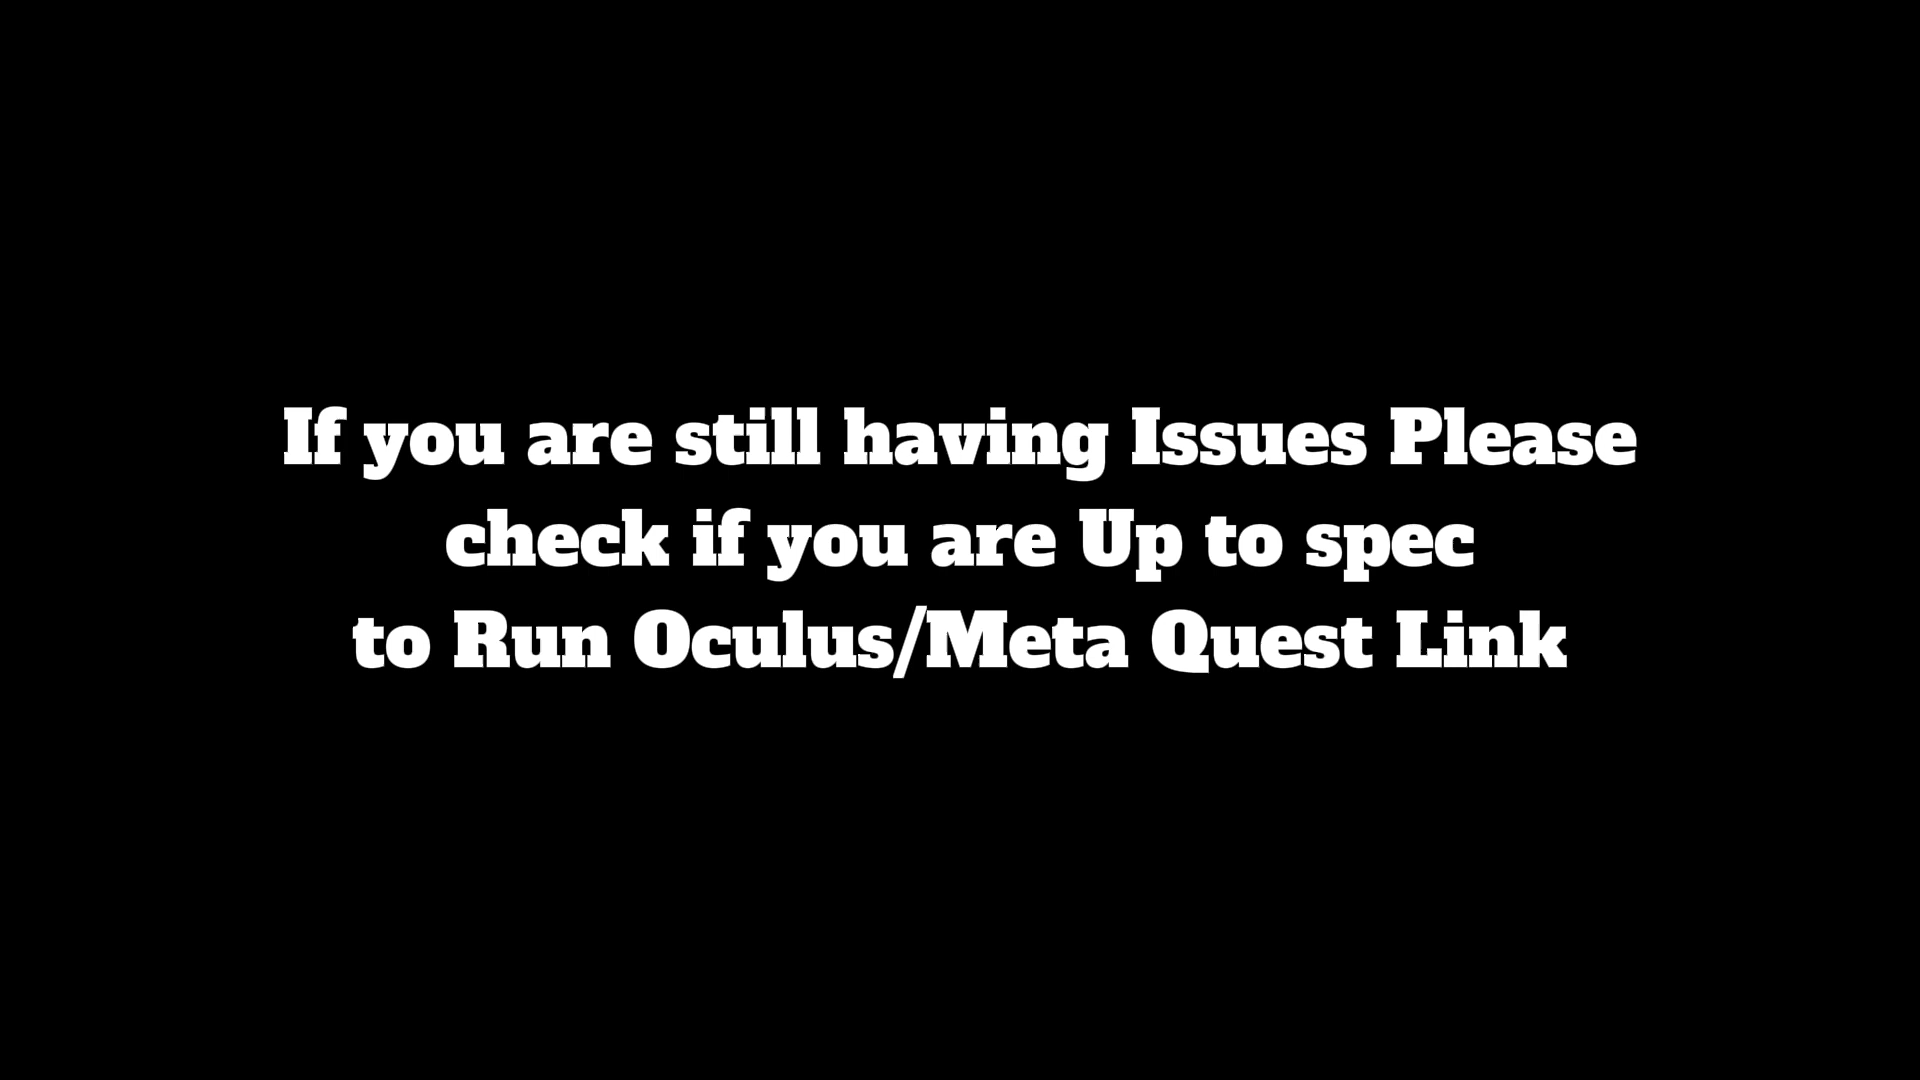 If you are still having Issues Please
check if you are Up to spec
to Run Oculus/Meta Quest Link